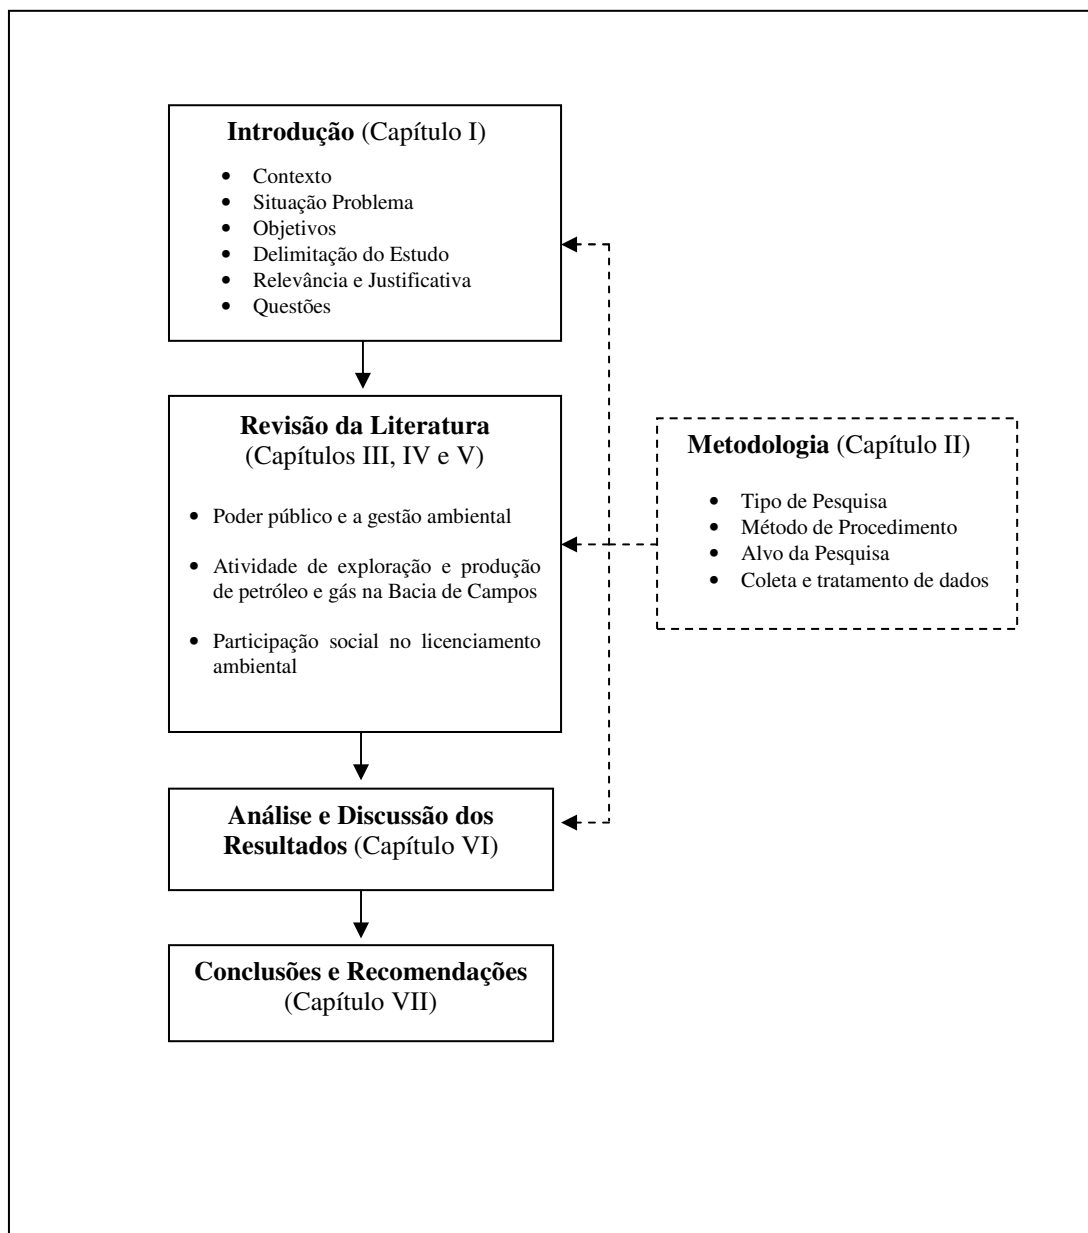 Introdução (Capítulo I)
• Contexto
• Situação Problema
• Objetivos
• Delimitação do Estudo
• Relevância e Justificativa
• Questões
Revisão da Literatura
(Capítulos III, IV e V)
• Poder público e a gestão ambiental
• Atividade de exploração e produção
de petróleo e gás na Bacia de Campos
• Participação social no licenciamento
ambiental
Metodologia (Capítulo II)
• Tipo de Pesquisa
• Método de Procedimento
• Alvo da Pesquisa
• Coleta e tratamento de dados
Análise e Discussão dos
Resultados (Capítulo VI)
Conclusões e Recomendações
(Capítulo VII)